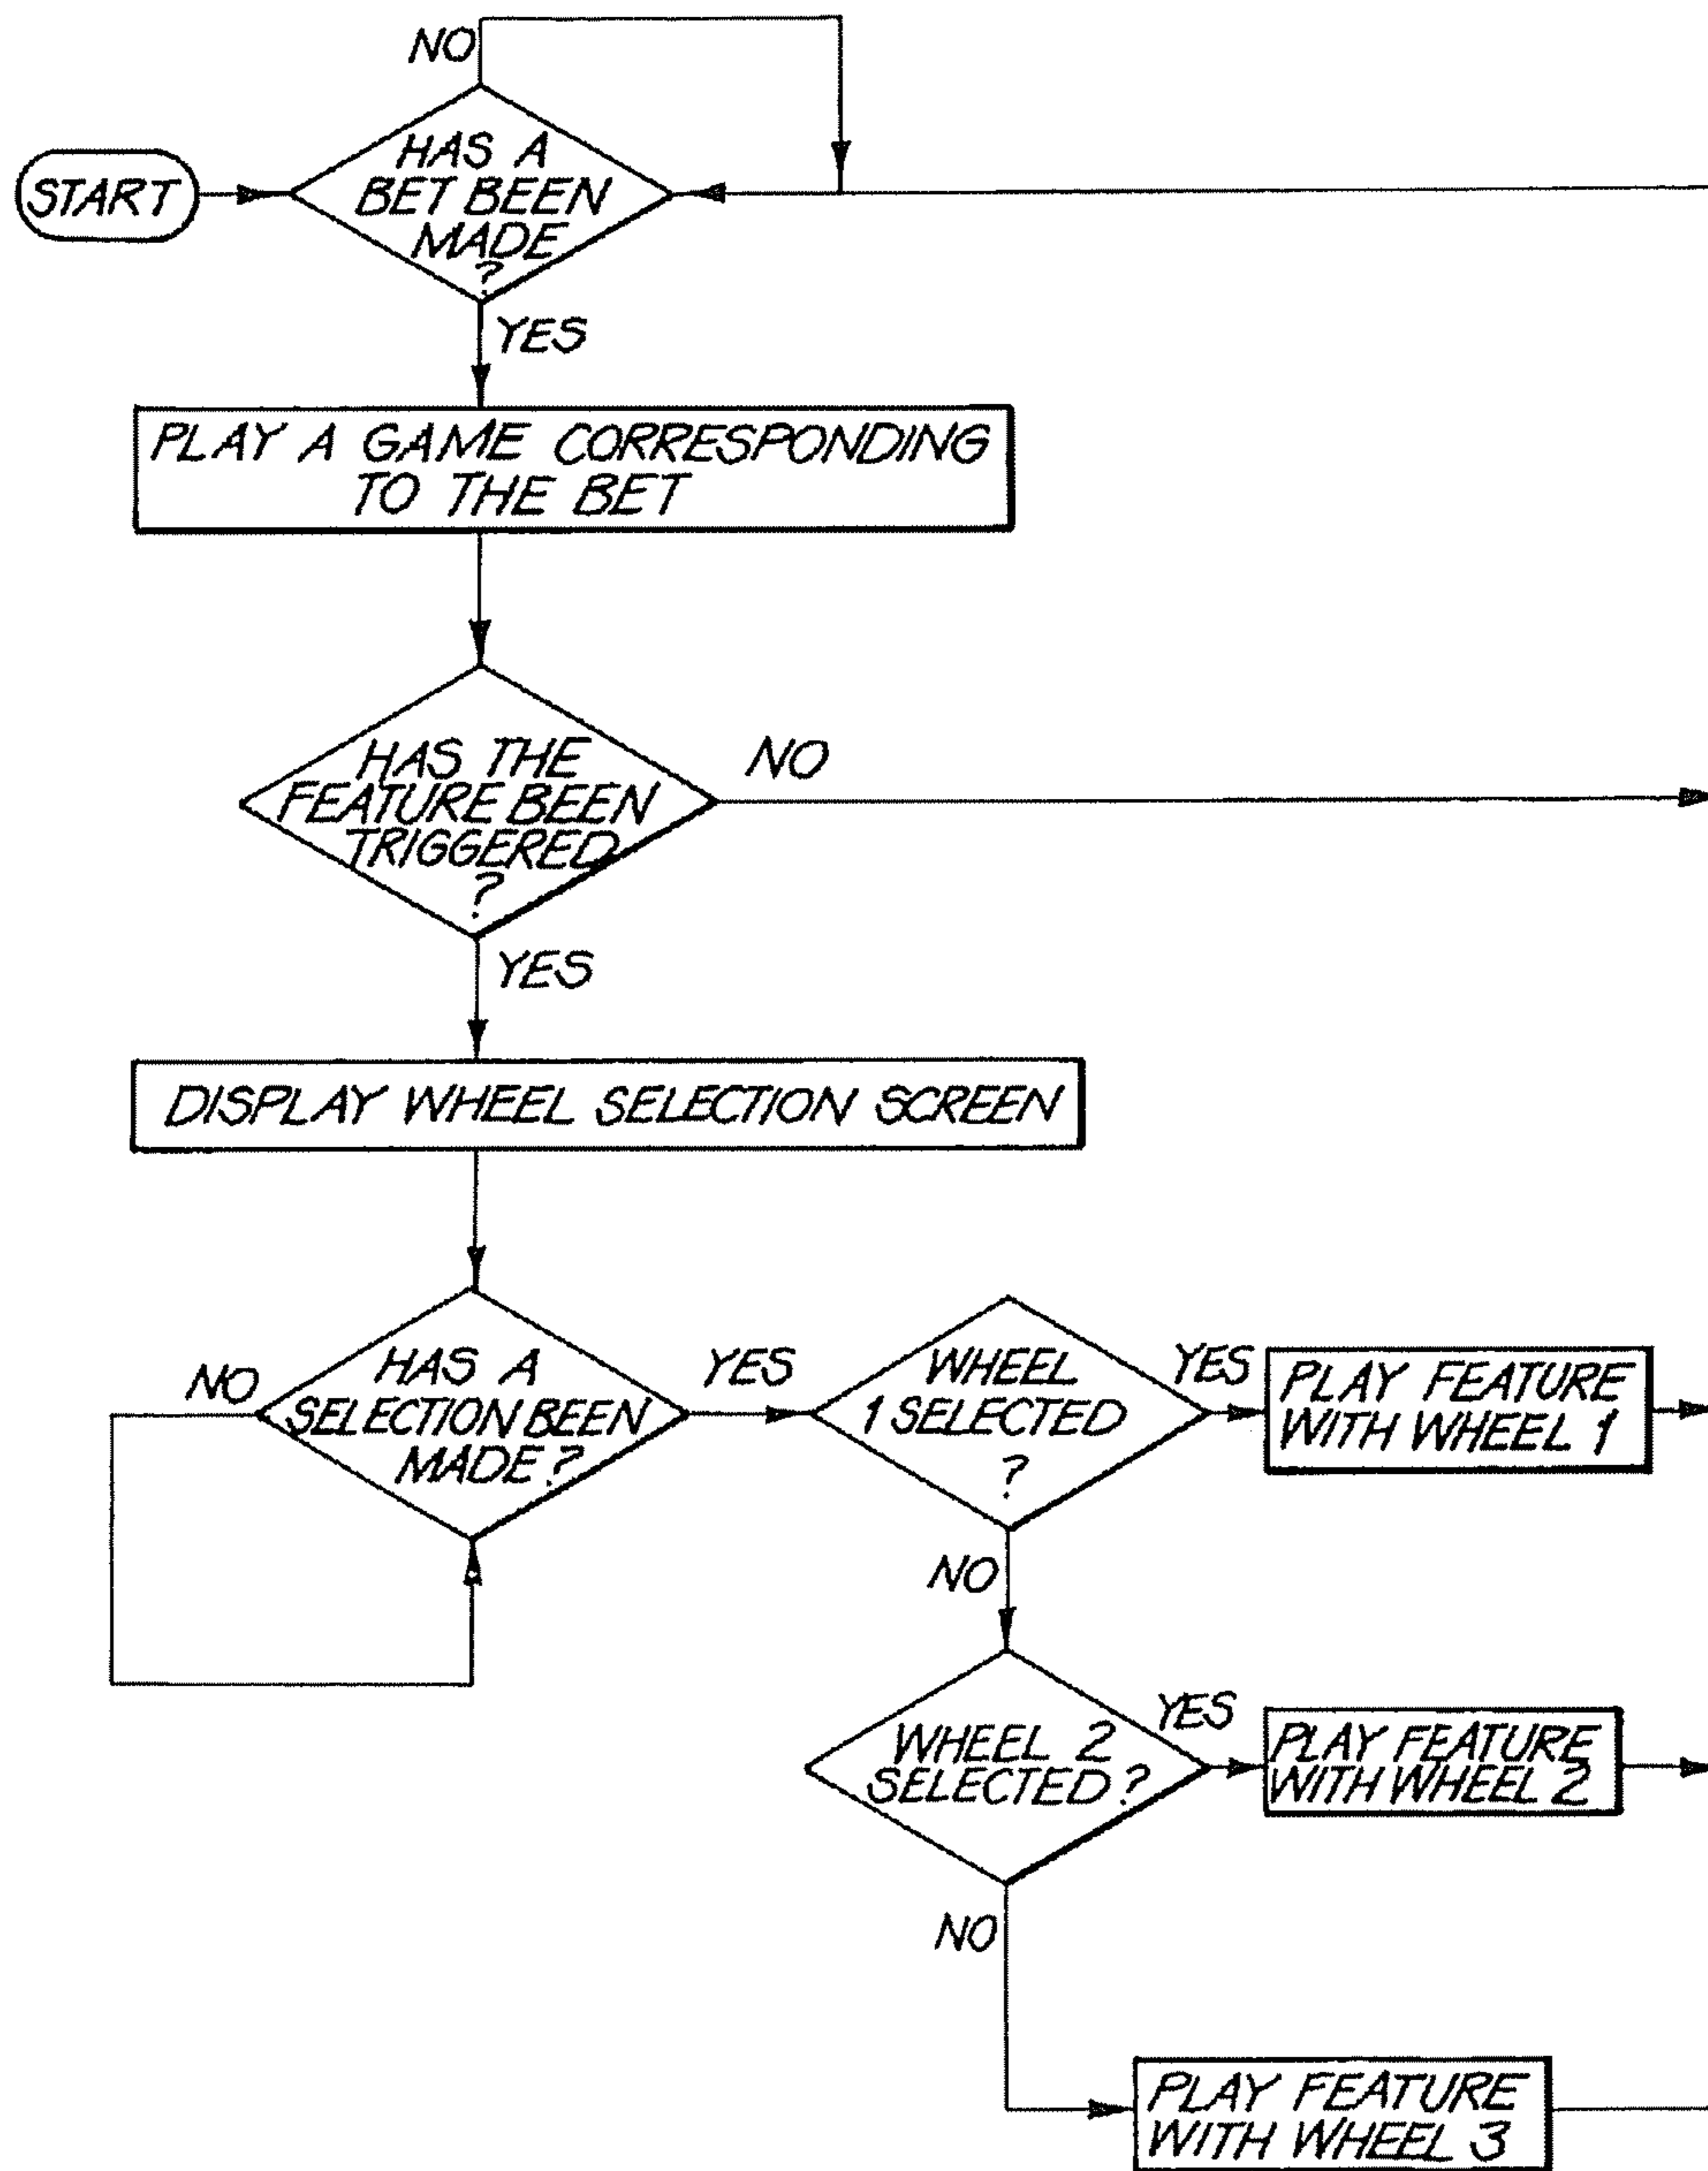 NO
START
HAS A
BET BEEN
MADE
?
YES
PLAY A GAME CORRESPONDING
TO THE BET
HAS THE
FEATURE BEEN
TRIGGERED
?
NO
YES
DISPLAY WHEEL SELECTION SCREEN
NO
HAS A
SELECTION BEEN
MADE?
YES
WHEEL
1 SELECTED
?
YES
PLAY FEATURE
WITH WHEEL 1
NO
WHEEL 2
SELECTED?
YES
PLAY FEATURE
WITH WHEEL 2
NO
PLAY FEATURE
WITH WHEEL 3